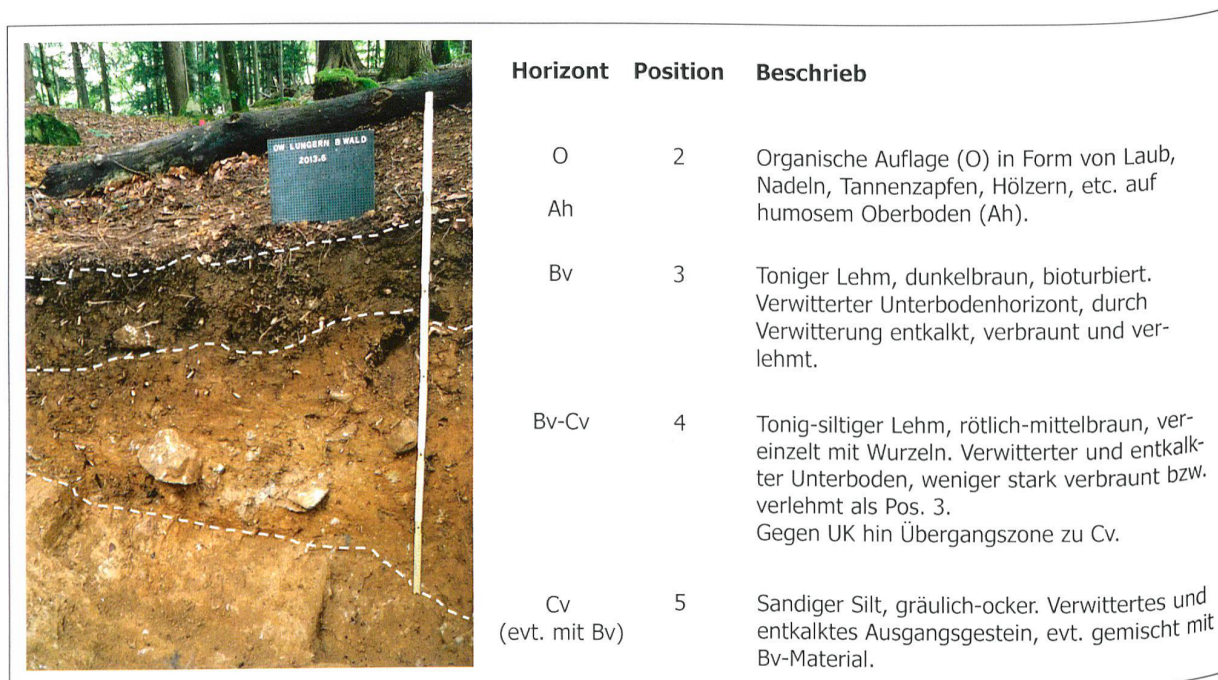 OW LUNGERN B WALD
2013.6
Horizont Position Beschrieb
O 2 Organische Auflage (O) in Form von Laub,
Nadeln, Tannenzapfen, Hölzern, etc. auf
Ah humosem Oberboden (Ah).
Bv 3 Toniger Lehm, dunkelbraun, bioturbiert.
Verwitterter Unterbodenhorizont, durch
Verwitterung entkalkt, verbraunt und ver-
lehmt.
Bv-Cv 4 Tonig-siltiger Lehm, rötlich-mittelbraun, ver-
einzelt mit Wurzeln. Verwitterter und entkalk-
ter Unterboden, weniger stark verbraunt bzw.
verlehmt als Pos. 3.
Gegen UK hin Übergangszone zu Cv.
Cv 5 Sandiger Silt, gräulich-ocker. Verwittertes und
(evt. mit Bv) entkalktes Ausgangsgestein, evt. gemischt mit
Bv-Material.